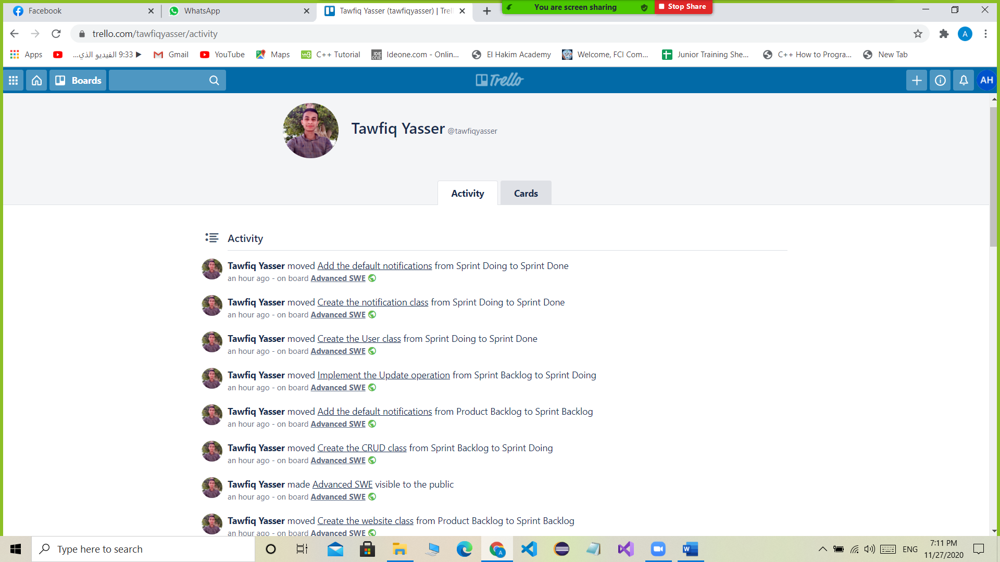 Facebook
WhatsApp
Tawfiq Yasser (tawfiqyasser) | Trel
You are screen sharing
Stop Share
trello.com/tawfiqyasser/activity
A
Apps
...الفيديو الذي 9:33 ▶
Gmail
YouTube
Maps
C++ Tutorial
Ideone.com - Onlin...
El Hakim Academy
Welcome, FCI Com...
Junior Training She...
C++ How to Progra...
New Tab
Boards
Trello
AH
Tawfiq Yasser @tawfiqyasser
Activity
Cards
Activity
Tawfiq Yasser moved Add the default notifications from Sprint Doing to Sprint Done
an hour ago - on board Advanced SWE
Tawfiq Yasser moved Create the notification class from Sprint Doing to Sprint Done
an hour ago - on board Advanced SWE
Tawfiq Yasser moved Create the User class from Sprint Doing to Sprint Done
an hour ago - on board Advanced SWE
Tawfiq Yasser moved Implement the Update operation from Sprint Backlog to Sprint Doing
an hour ago - on board Advanced SWE
Tawfiq Yasser moved Add the default notifications from Product Backlog to Sprint Backlog
an hour ago - on board Advanced SWE
Tawfiq Yasser moved Create the CRUD class from Sprint Backlog to Sprint Doing
an hour ago - on board Advanced SWE
Tawfiq Yasser made Advanced SWE visible to the public
an hour ago - on board Advanced SWE
Tawfiq Yasser moved Create the website class from Product Backlog to Sprint Backlog
an hour ago - on board Advanced SWE
Type here to search
ENG
7:11 PM
11/27/2020